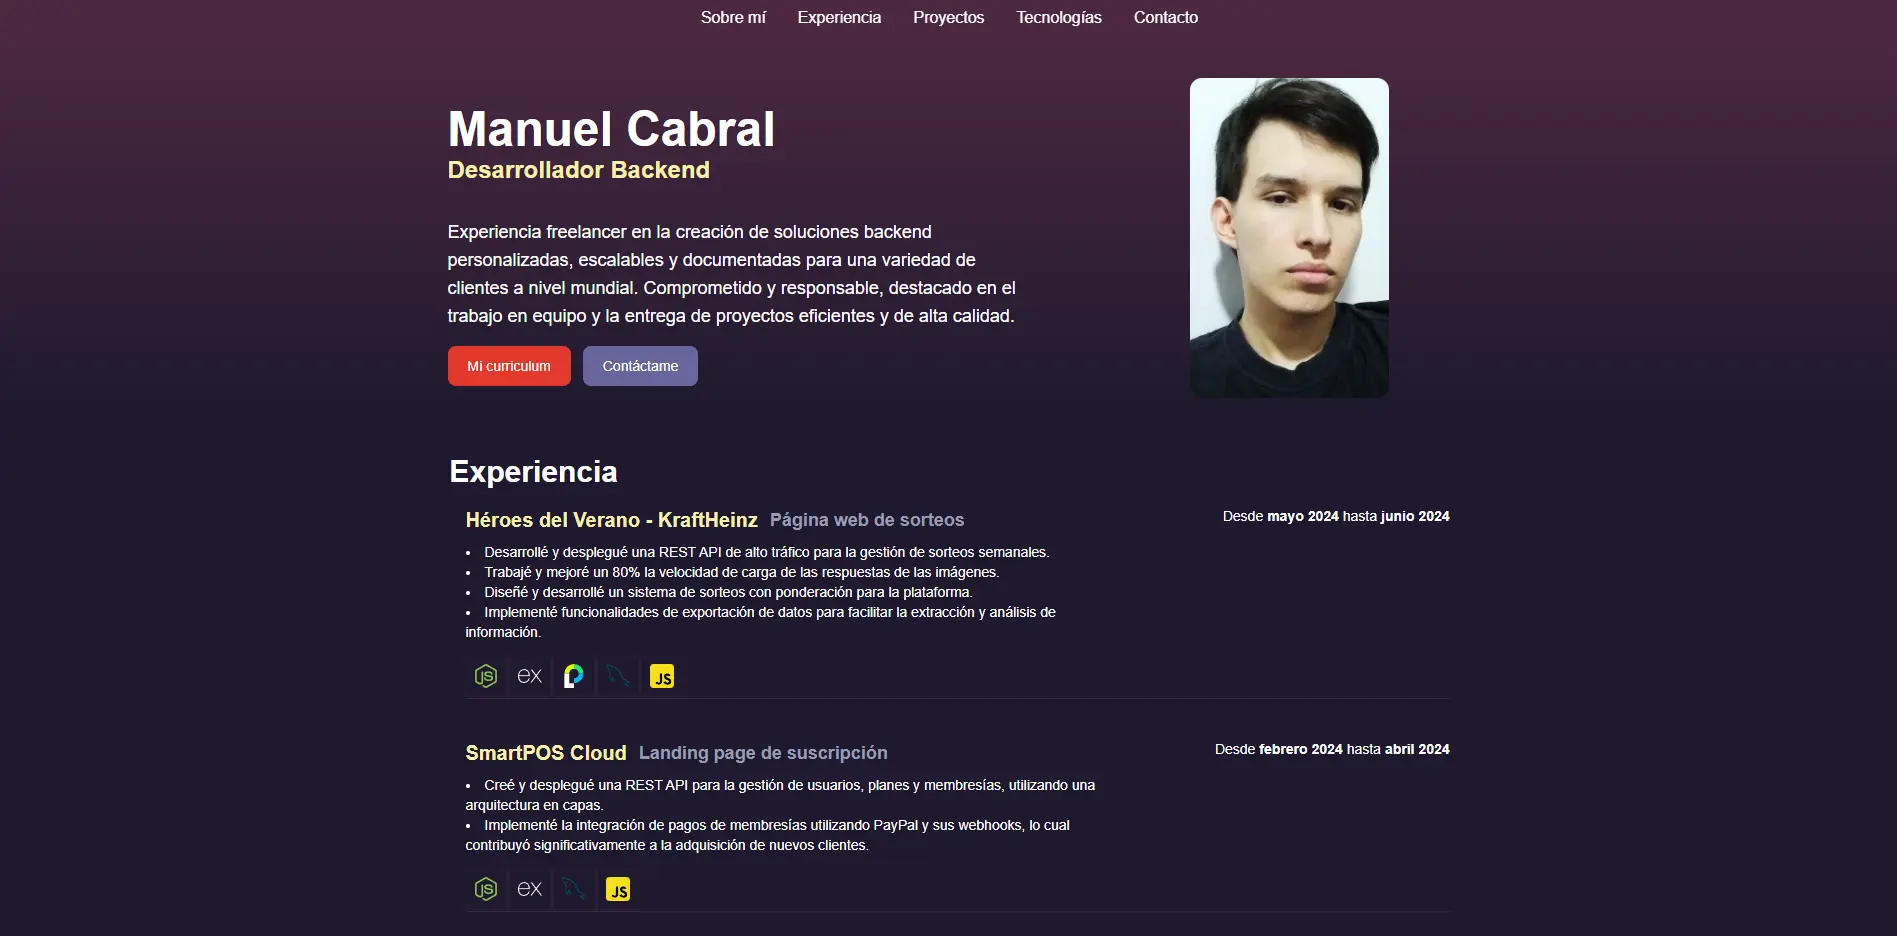 Sobre mí Experiencia Proyectos Tecnologías Contacto
Manuel Cabral
Desarrollador Backend
Experiencia freelancer en la creación de soluciones backend
personalizadas, escalables y documentadas para una variedad de
clientes a nivel mundial. Comprometido y responsable, destacado en el
trabajo en equipo y la entrega de proyectos eficientes y de alta calidad.
Mi curriculum Contáctame
Experiencia
Héroes del Verano - KraftHeinz Página web de sorteos Desde mayo 2024 hasta junio 2024
• Desarrollé y desplegué una REST API de alto tráfico para la gestión de sorteos semanales.
• Trabajé y mejoré un 80% la velocidad de carga de las respuestas de las imágenes.
• Diseñé y desarrollé un sistema de sorteos con ponderación para la plataforma.
• Implementé funcionalidades de exportación de datos para facilitar la extracción y análisis de
información.
JS ex JS
SmartPOS Cloud Landing page de suscripción Desde febrero 2024 hasta abril 2024
• Creé y desplegué una REST API para la gestión de usuarios, planes y membresías, utilizando una
arquitectura en capas.
• Implementé la integración de pagos de membresías utilizando PayPal y sus webhooks, lo cual
contribuyó significativamente a la adquisición de nuevos clientes.
JS ex JS